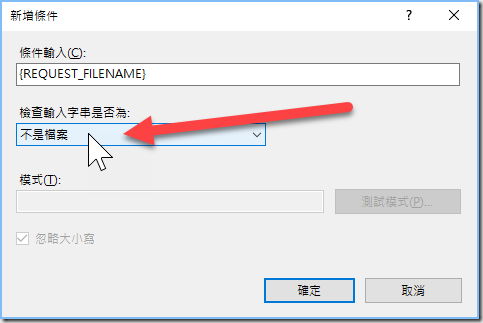 新增條件
? ×
條件輸入(C):
{REQUEST_FILENAME}
檢查輸入字串是否為:
不是檔案
模式(T):
測試模式(P)...
忽略大小寫
確定 取消